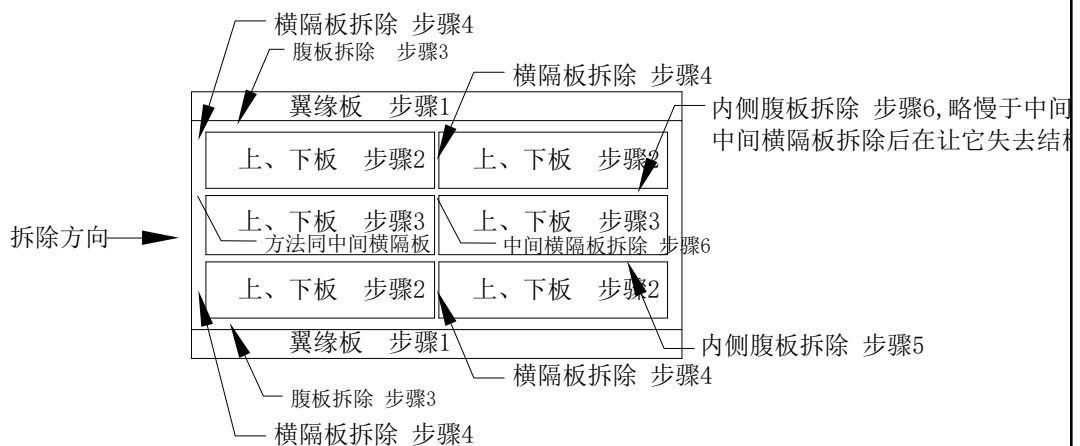 横隔板拆除 步骤4
腹板拆除 步骤3
横隔板拆除 步骤4
翼缘板 步骤1
内侧腹板拆除 步骤6,略慢于中间
中间横隔板拆除后在让它失去结
上、下板 步骤2
上、下板 步骤2
拆除方向
上、下板 步骤3
上、下板 步骤3
方法同中间横隔板
中间横隔板拆除 步骤6
上、下板 步骤2
上、下板 步骤2
翼缘板 步骤1
内侧腹板拆除 步骤5
横隔板拆除 步骤4
腹板拆除 步骤3
横隔板拆除 步骤4